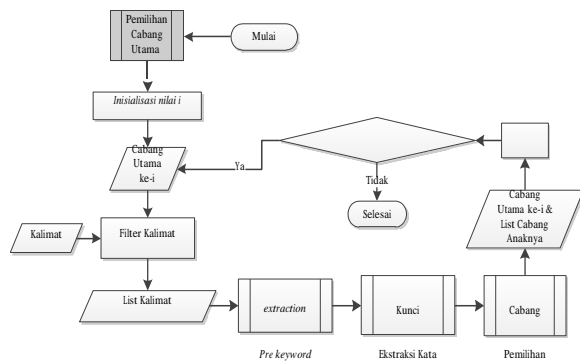 Pemilihan
Cabang
Utama
Mulai
Inisialisasi nilai i
Cabang
Utama
ke-i
Ya
Tidak
Selesai
Cabang
Utama ke-i &
List Cabang
Anaknya
Kalimat
Filter Kalimat
List Kalimat
extraction
Kunci
Cabang
Pre keyword
Ekstraksi Kata
Pemilihan